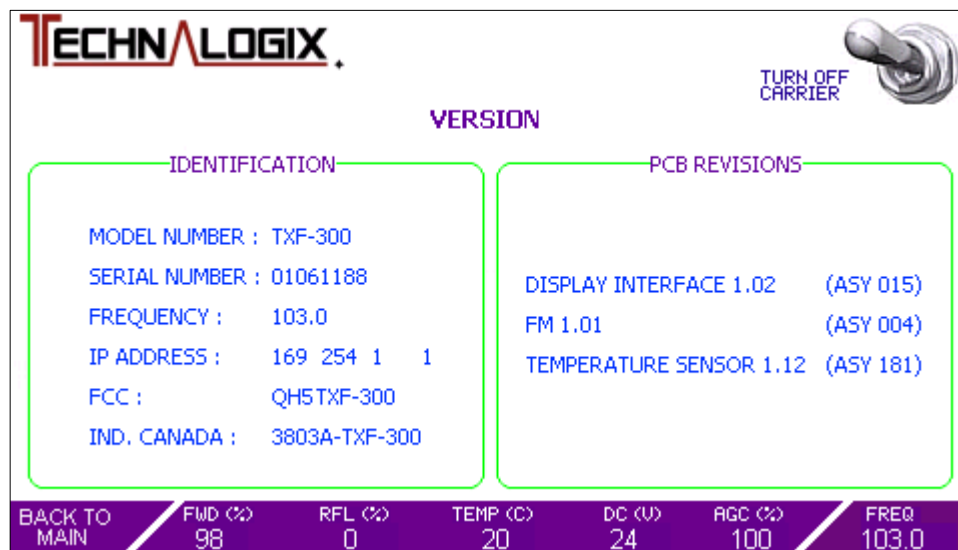 TECHNALOGIX.
TURN OFF
CARRIER
VERSION
IDENTIFICATION
MODEL NUMBER : TXF-300
SERIAL NUMBER : 01061188
FREQUENCY : 103.0
IP ADDRESS : 169 254 1 1
FCC : QH5TXF-300
IND. CANADA : 3803A-TXF-300
PCB REVISIONS
DISPLAY INTERFACE 1.02 (ASY 015)
FM 1.01 (ASY 004)
TEMPERATURE SENSOR 1.12 (ASY 181)
BACK TO
MAIN
FWD (%)
98
RFL (%)
0
TEMP (C)
20
DC (V)
24
AGC (%)
100
FREQ
103.0